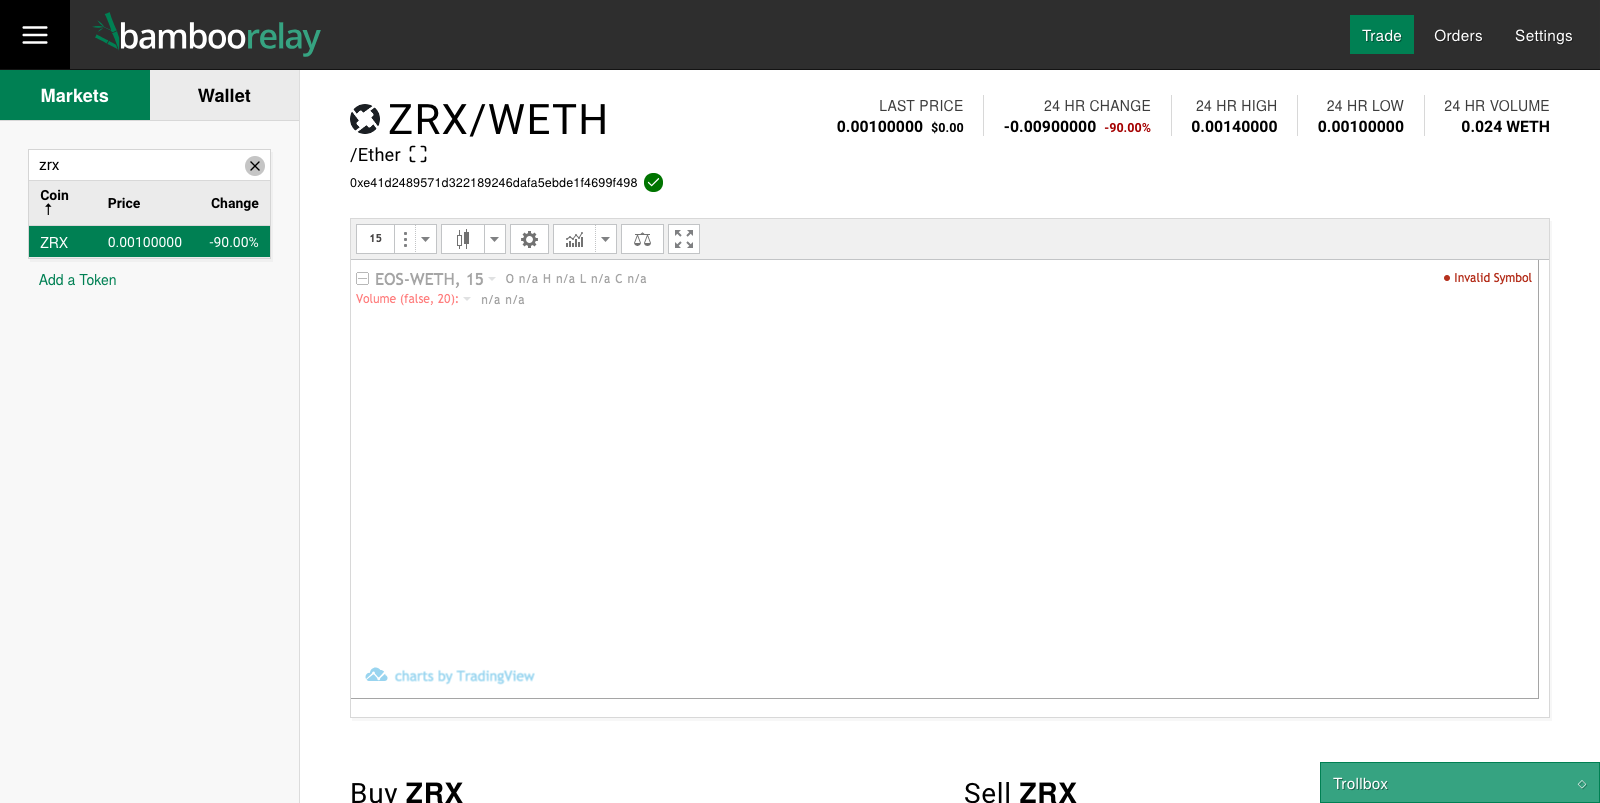 bamboorelay
Trade
Orders
Settings
Markets
Wallet
zrx
Coin ↑
Price
Change
ZRX
0.00100000
-90.00%
Add a Token
ZRX/WETH
/Ether
0xe41d2489571d322189246dafa5ebde1f4699f498
LAST PRICE
0.00100000 $0.00
24 HR CHANGE
-0.00900000 -90.00%
24 HR HIGH
0.00140000
24 HR LOW
0.00100000
24 HR VOLUME
0.024 WETH
15
EOS-WETH, 15
O n/a H n/a L n/a C n/a
Invalid Symbol
Volume (false, 20):
n/a n/a
charts by TradingView
Buy ZRX
Sell ZRX
Trollbox